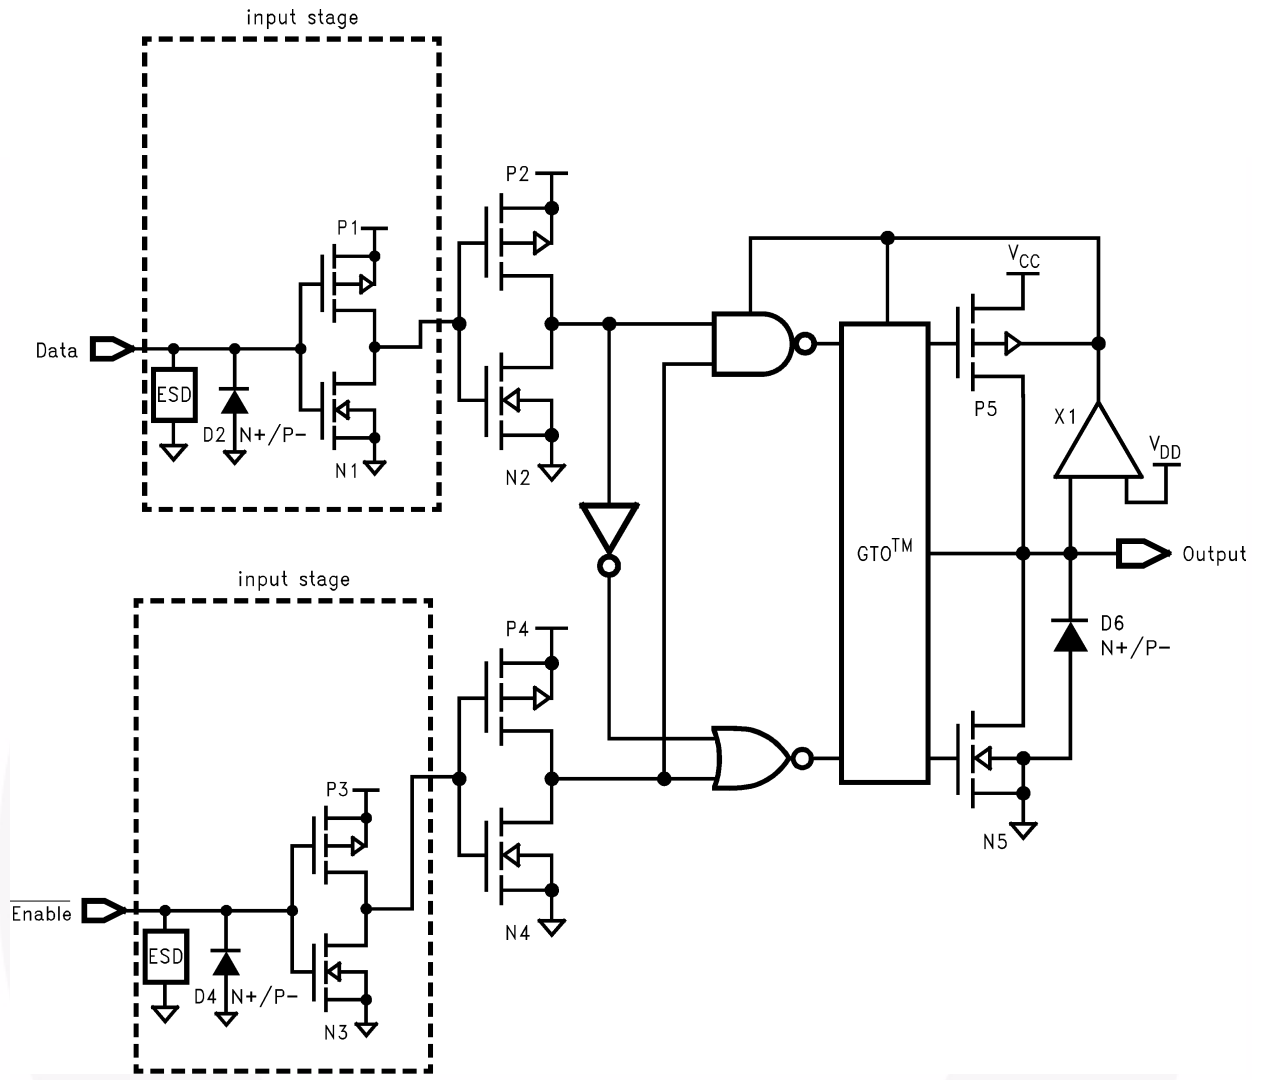 input stage
P2
P1
VCC
Data
ESD
D2 N+/P-
N1
N2
P5
X1
VDD
GTO™
Output
input stage
P4
D6
N+/P-
P3
N5
Enable
ESD
D4 N+/P-
N3
N4